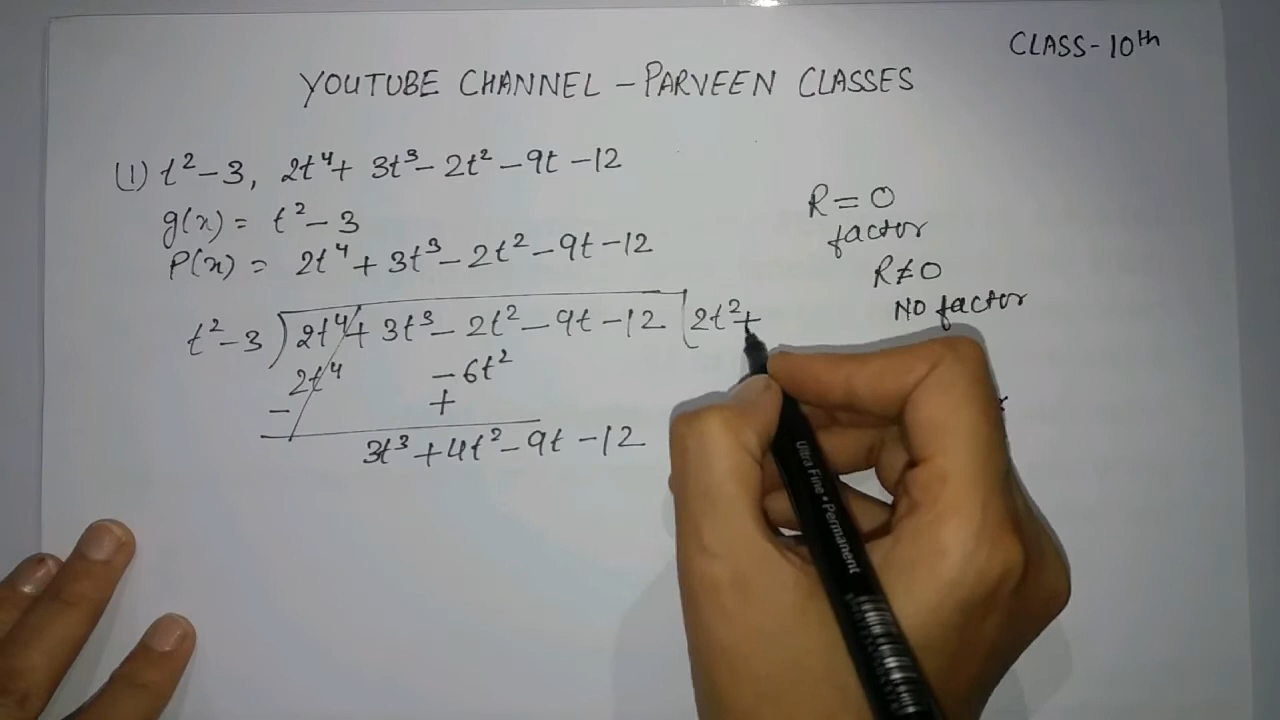 CLASS-10th
YOUTUBE CHANNEL - PARVEEN CLASSES
(1) t²-3, 2t⁴+ 3t³- 2t² -9t -12
g(x)= t²-3
P(x) = 2t⁴+3t³-2t²-9t-12
R=0
factor
R≠0
NO factor
t²-3)2t⁴+3t³-2t²-9t-12(2t²+
2t⁴ -6t²
- +
3t³+4t²-9t-12
Ultra Fine • Permanent